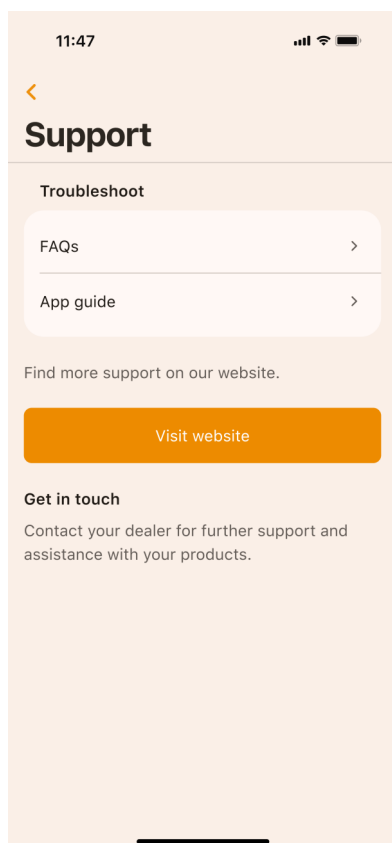 11:47
Support
Troubleshoot
FAQs
App guide
Find more support on our website.
Visit website
Get in touch
Contact your dealer for further support and
assistance with your products.